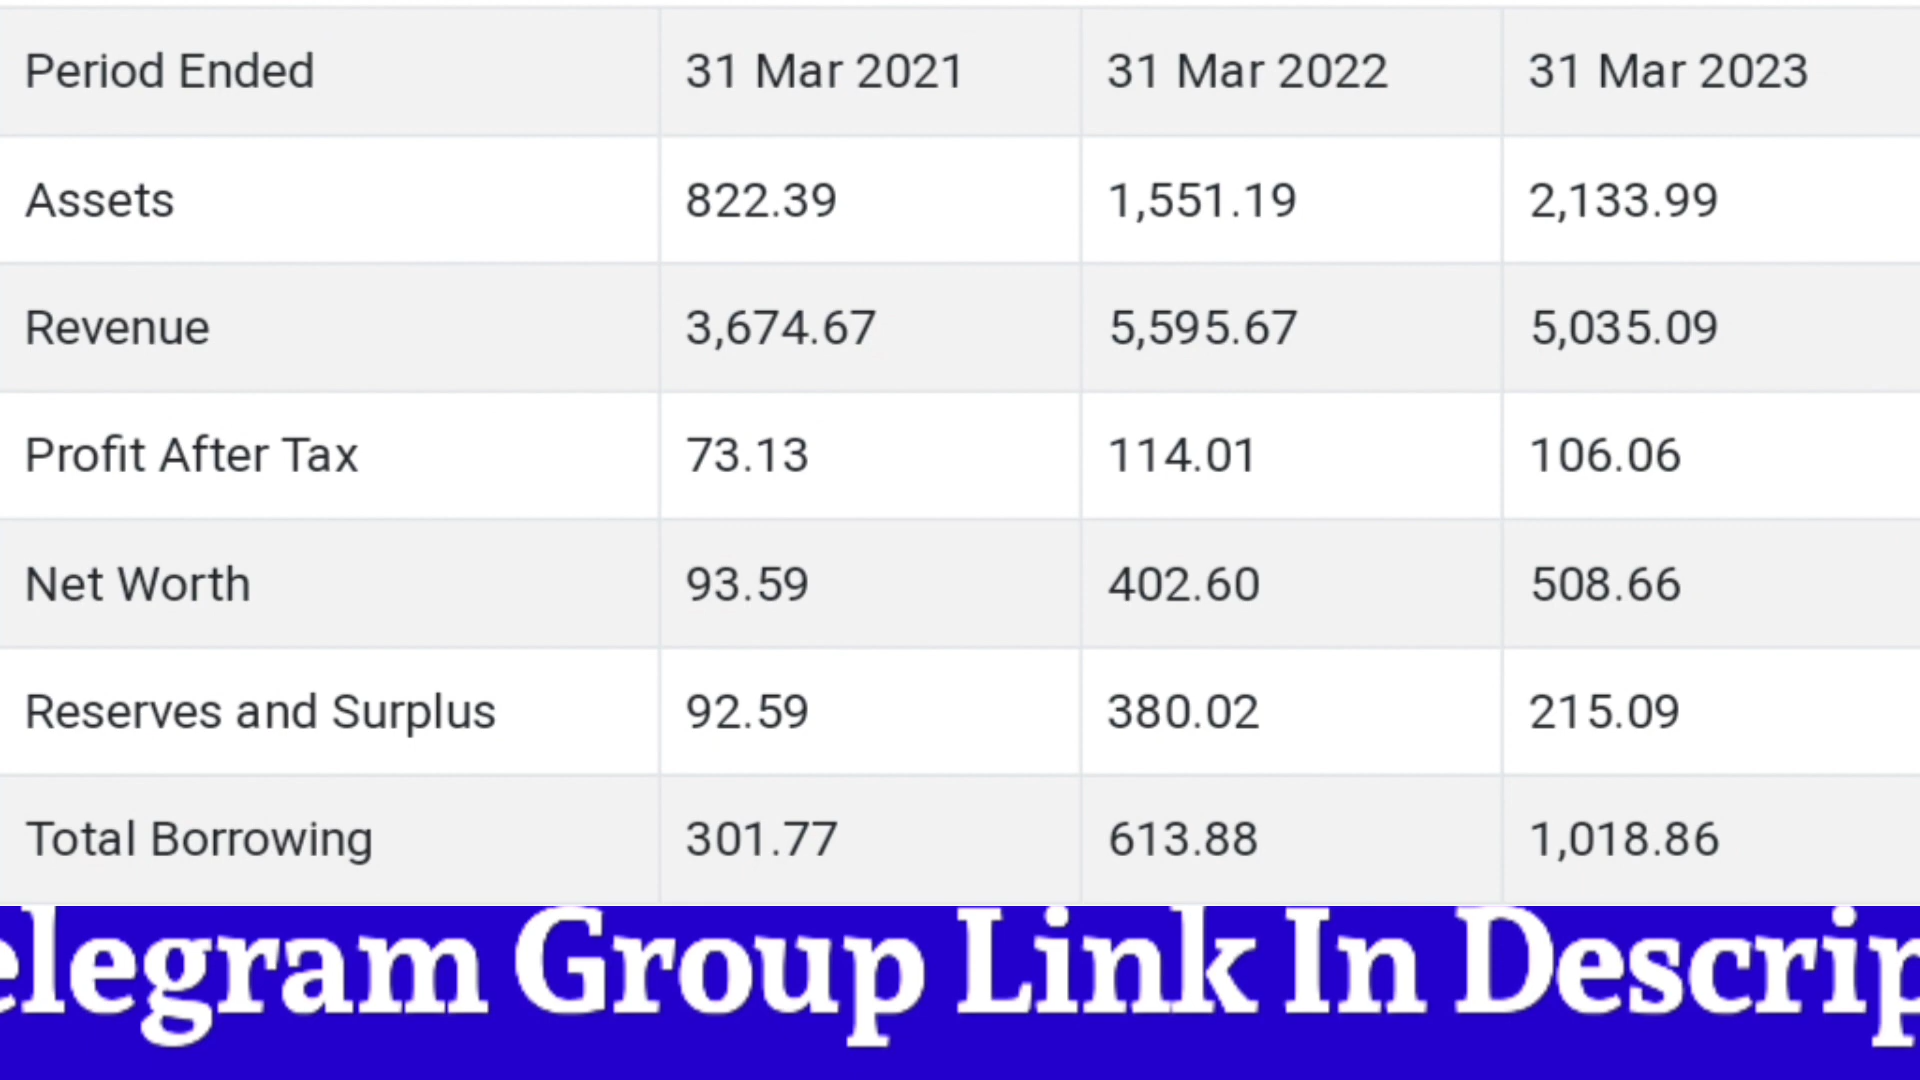 Period Ended 31 Mar 2021 31 Mar 2022 31 Mar 2023
Assets 822.39 1,551.19 2,133.99
Revenue 3,674.67 5,595.67 5,035.09
Profit After Tax 73.13 114.01 106.06
Net Worth 93.59 402.60 508.66
Reserves and Surplus 92.59 380.02 215.09
Total Borrowing 301.77 613.88 1,018.86
elegram Group Link In Descrip